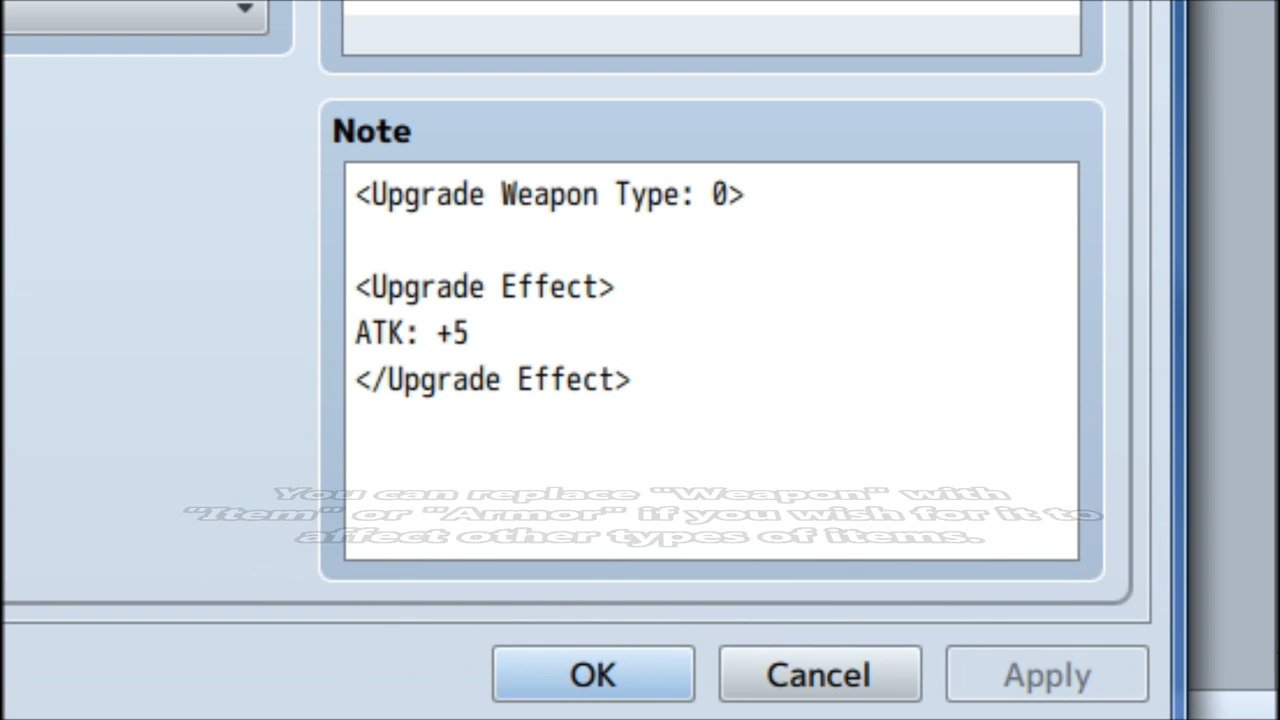 Note
<Upgrade Weapon Type: 0>
<Upgrade Effect>
ATK: +5
</Upgrade Effect>
You can replace "Weapon" with
"Item" or "Armor" if you wish for it to
affect other types of items.
OK
Cancel
Apply